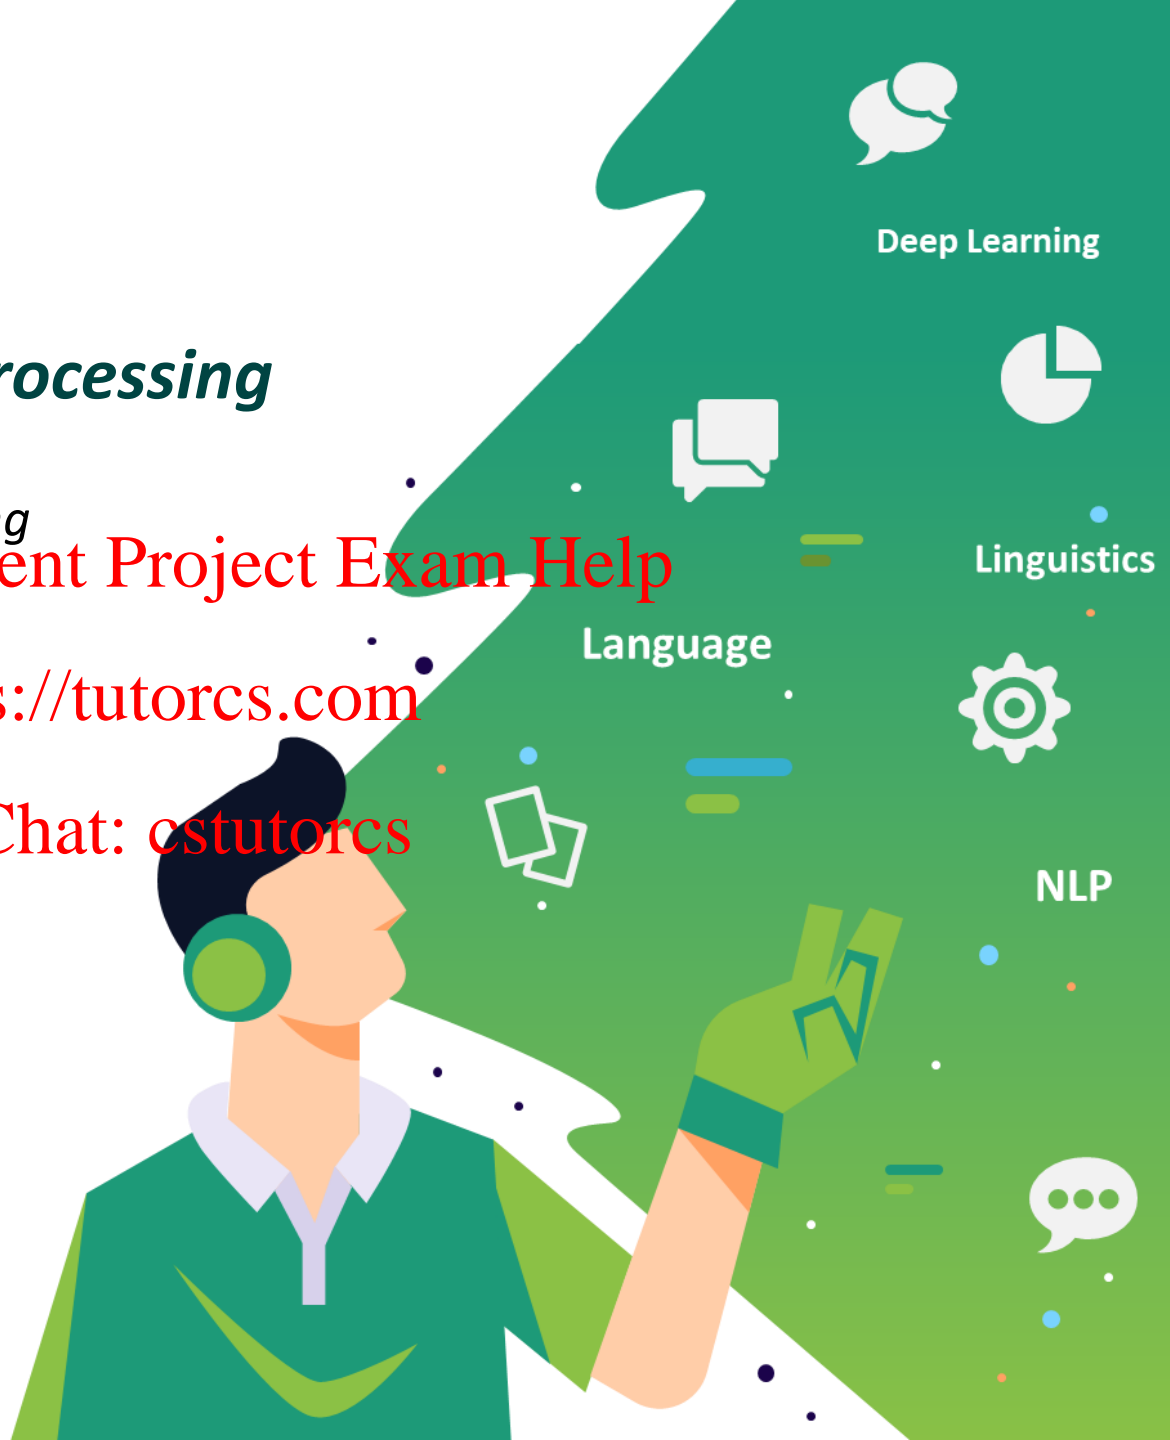 Deep Learning
rocessing
g
ent Project Exam Help
Linguistics
Language
s://tutorcs.com
Chat: cstutorcs
NLP